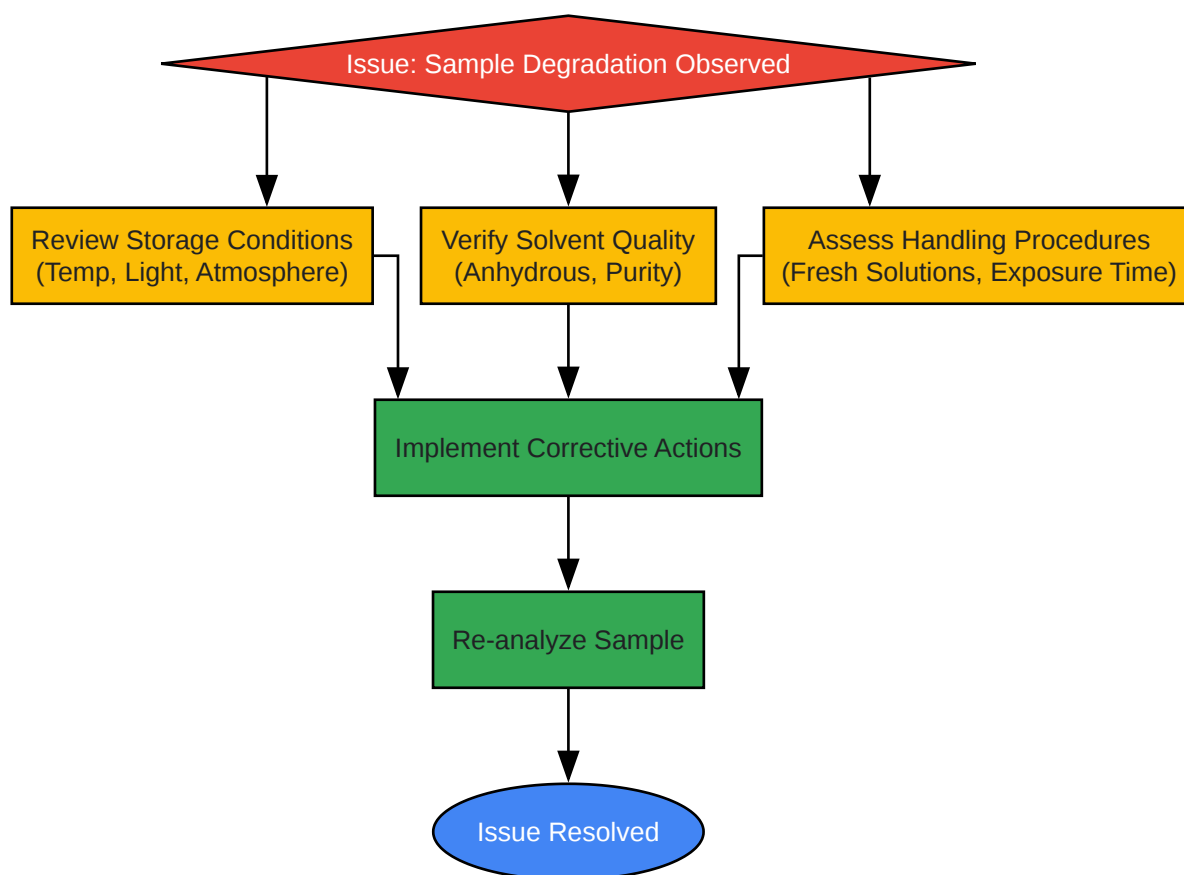 Issue: Sample Degradation Observed
Review Storage Conditions
(Temp, Light, Atmosphere)
Verify Solvent Quality
(Anhydrous, Purity)
Assess Handling Procedures
(Fresh Solutions, Exposure Time)
Implement Corrective Actions
Re-analyze Sample
Issue Resolved